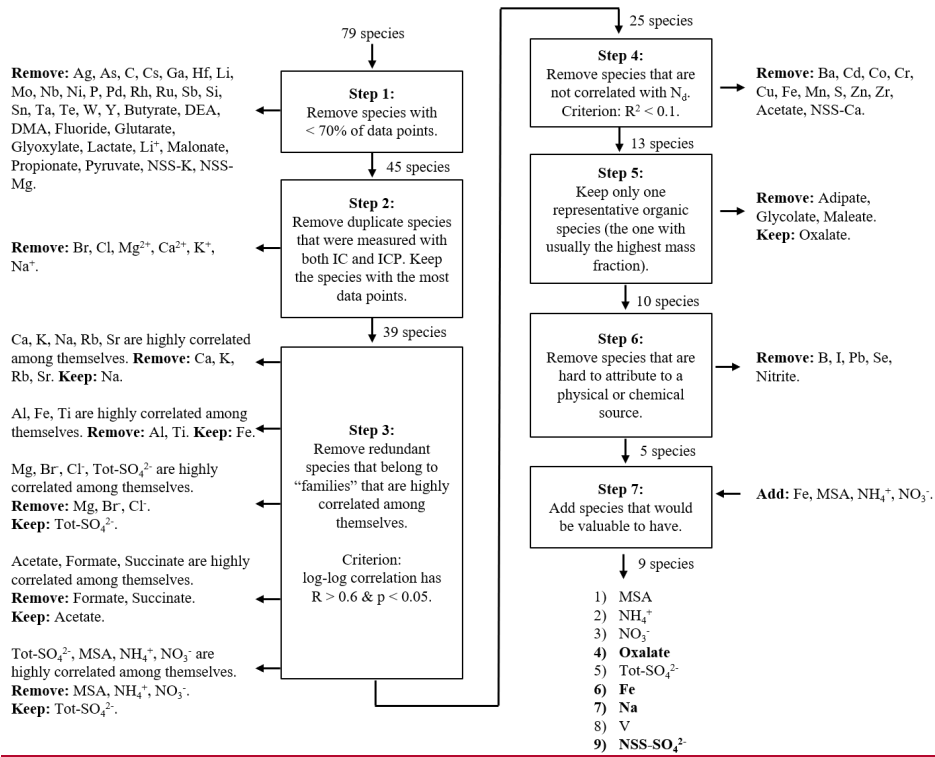 79 species
Remove: Ag, As, C, Cs, Ga, Hf, Li,
Mo, Nb, Ni, P, Pd, Rh, Ru, Sb, Si,
Sn, Ta, Te, W, Y, Butyrate, DEA,
DMA, Fluoride, Glutarate,
Glyoxylate, Lactate, Li⁺, Malonate,
Propionate, Pyruvate, NSS-K, NSS-
Mg.
Step 1:
Remove species with
< 70% of data points.
45 species
Remove: Br, Cl, Mg²⁺, Ca²⁺, K⁺,
Na⁺.
Step 2:
Remove duplicate species
that were measured with
both IC and ICP. Keep
the species with the most
data points.
39 species
Ca, K, Na, Rb, Sr are highly correlated
among themselves. Remove: Ca, K,
Rb, Sr. Keep: Na.
Al, Fe, Ti are highly correlated among
themselves. Remove: Al, Ti. Keep: Fe.
Mg, Br⁻, Cl⁻, Tot-SO₄²⁻ are highly
correlated among themselves.
Remove: Mg, Br⁻, Cl⁻.
Keep: Tot-SO₄²⁻.
Acetate, Formate, Succinate are highly
correlated among themselves.
Remove: Formate, Succinate.
Keep: Acetate.
Tot-SO₄²⁻, MSA, NH₄⁺, NO₃⁻ are
highly correlated among themselves.
Remove: MSA, NH₄⁺, NO₃⁻.
Keep: Tot-SO₄²⁻.
Step 3:
Remove redundant
species that belong to
“families” that are highly
correlated among
themselves.
Criterion:
log-log correlation has
R > 0.6 & p < 0.05.
25 species
Step 4:
Remove species that are
not correlated with N_d.
Criterion: R² < 0.1.
Remove: Ba, Cd, Co, Cr,
Cu, Fe, Mn, S, Zn, Zr,
Acetate, NSS-Ca.
13 species
Step 5:
Keep only one
representative organic
species (the one with
usually the highest mass
fraction).
Remove: Adipate,
Glycolate, Maleate.
Keep: Oxalate.
10 species
Step 6:
Remove species that are
hard to attribute to a
physical or chemical
source.
Remove: B, I, Pb, Se,
Nitrite.
5 species
Step 7:
Add species that would
be valuable to have.
Add: Fe, MSA, NH₄⁺, NO₃⁻.
9 species
1) MSA
2) NH₄⁺
3) NO₃⁻
4) Oxalate
5) Tot-SO₄²⁻
6) Fe
7) Na
8) V
9) NSS-SO₄²⁻